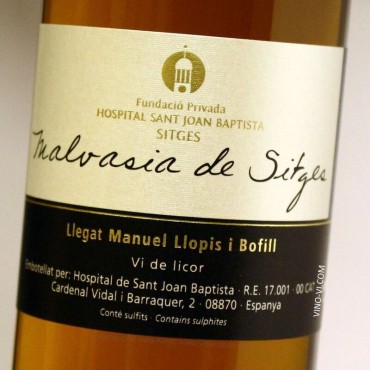 Fundació Privada
HOSPITAL SANT JOAN BAPTISTA
SITGES
Malvasia de Sitges
Llegat Manuel Llopis i Bofill
Vi de licor
Embotellat per: Hospital de Sant Joan Baptista · R.E. 17.001 · 00 CAT
Cardenal Vidal i Barraquer, 2 · 08870 - Espanya
Conté sulfits · Contains sulphites
VINO-VI.COM